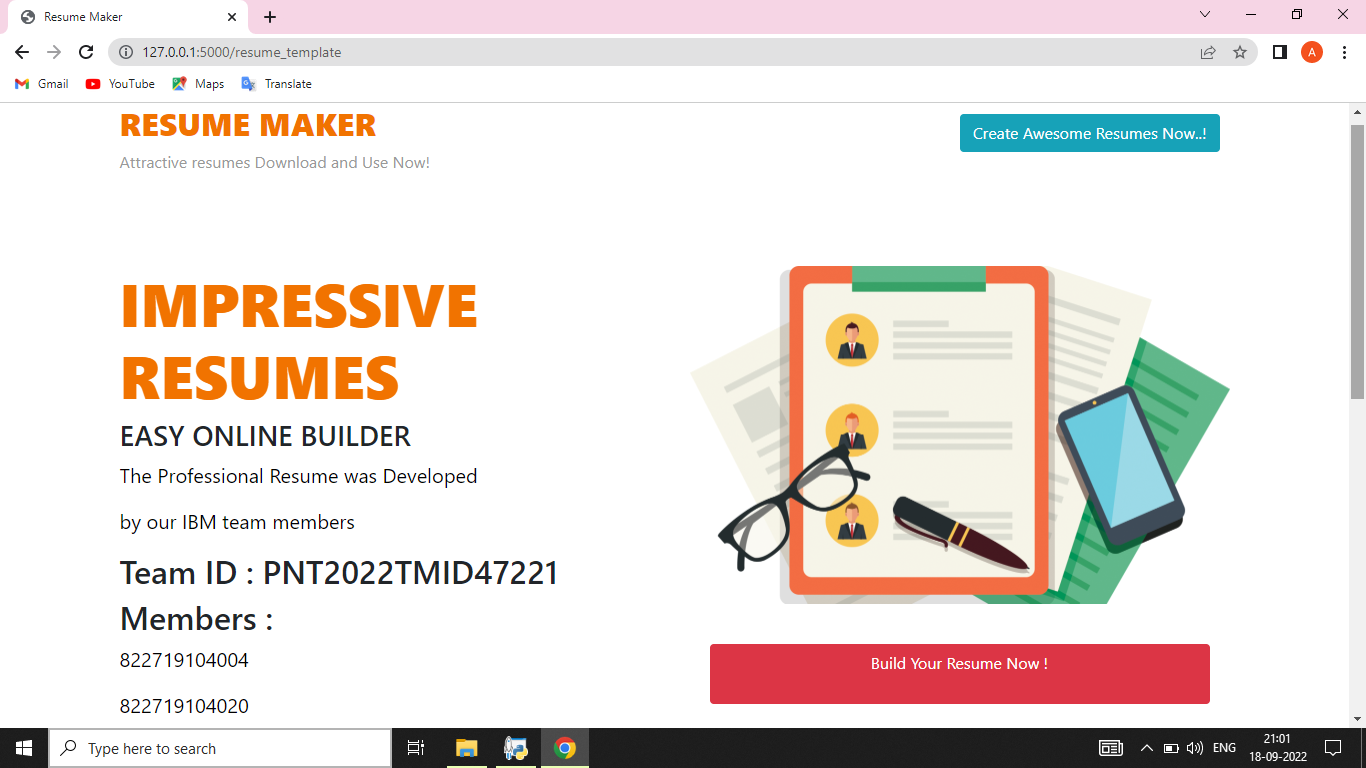 Resume Maker
127.0.0.1:5000/resume_template
A
Gmail
YouTube
Maps
Translate
RESUME MAKER
Create Awesome Resumes Now..!
Attractive resumes Download and Use Now!
IMPRESSIVE
RESUMES
EASY ONLINE BUILDER
The Professional Resume was Developed
by our IBM team members
Team ID : PNT2022TMID47221
Members :
822719104004
822719104020
Build Your Resume Now !
Type here to search
ENG
21:01
18-09-2022